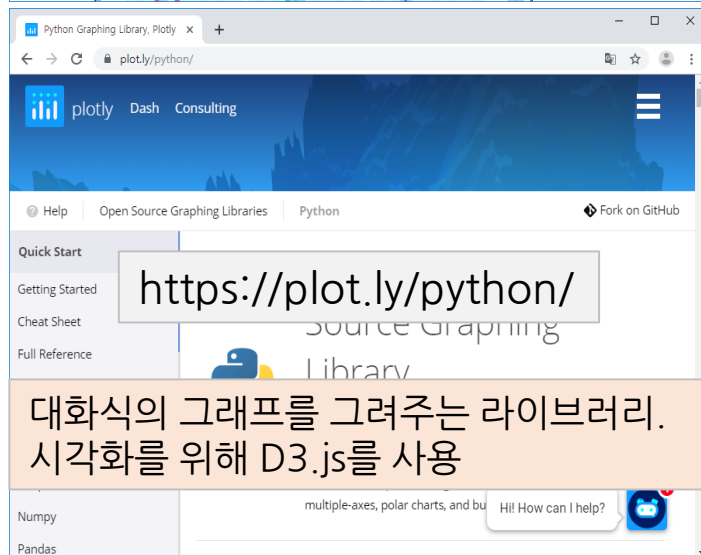 Python Graphing Library, Plotly
plot.ly/python/
plotly Dash Consulting
Help Open Source Graphing Libraries Python Fork on GitHub
Quick Start
Getting Started
Cheat Sheet
Full Reference
https://plot.ly/python/
Source Graphing
Library
대화식의 그래프를 그려주는 라이브러리.
시각화를 위해 D3.js를 사용
multiple-axes, polar charts, and bu
Hi! How can I help?
Numpy
Pandas